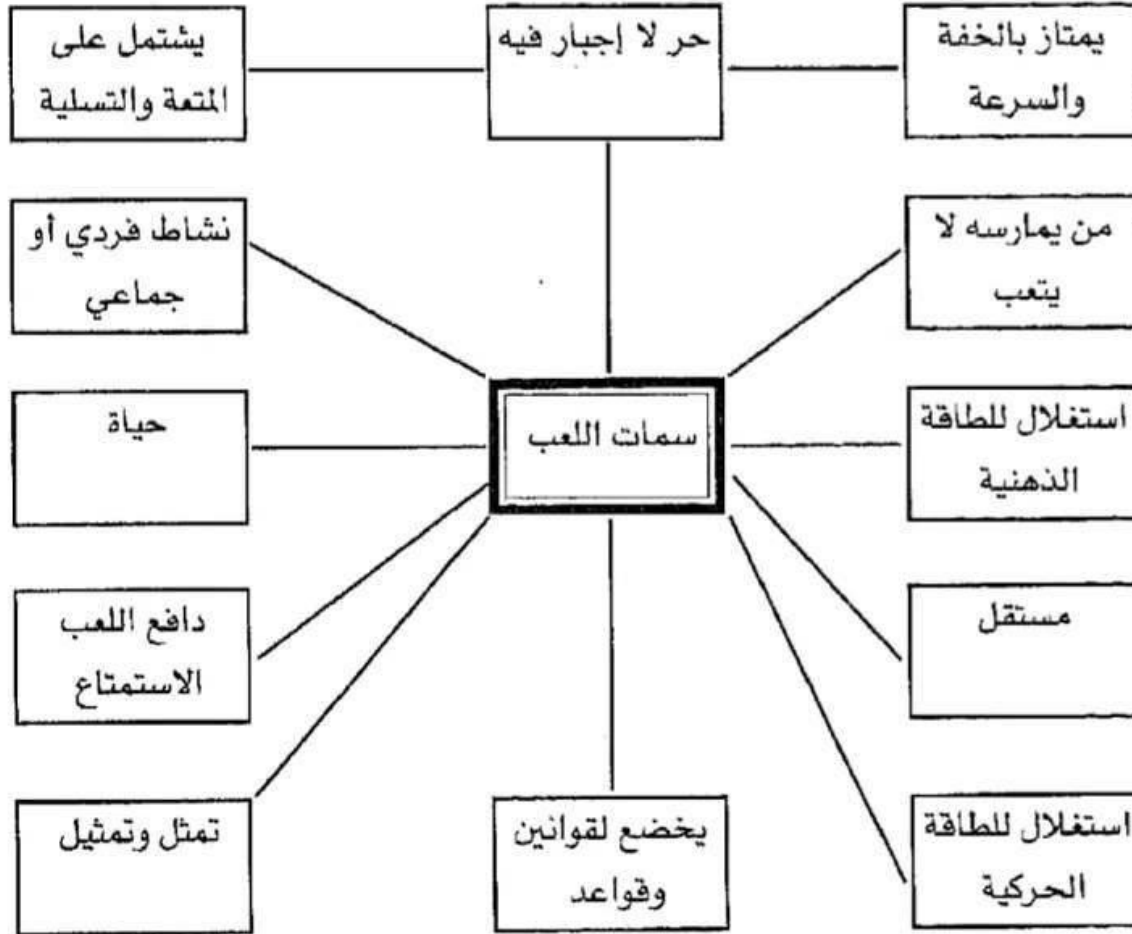 يمتاز بالخفة
والسرعة
حر لا إجبار فيه
يشتمل على
المتعة والتسلية
من يمارسه لا
يتعب
نشاط فردي أو
جماعي
استغلال للطاقة
الذهنية
سمات اللعب
حياة
مستقل
دافع اللعب
الاستمتاع
استغلال للطاقة
الحركية
يخضع لقوانين
وقواعد
تمثل وتمثيل